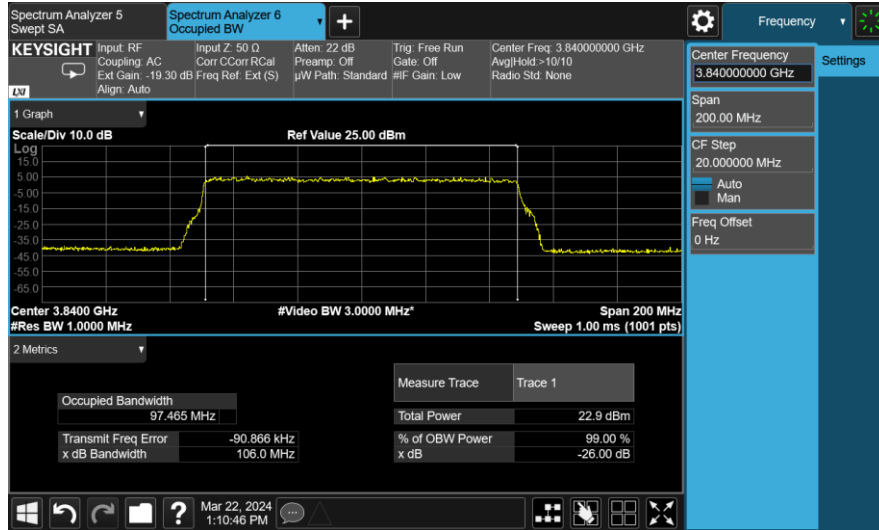 Spectrum Analyzer 5
Swept SA
Spectrum Analyzer 6
Occupied BW
Frequency
KEYSIGHT
LXI
Input: RF
Coupling: AC
Ext Gain: -19.30 dB
Align: Auto
Input Z: 50 Ω
Corr CCorr RCal
Freq Ref: Ext (S)
Atten: 22 dB
Preamp: Off
µW Path: Standard
Trig: Free Run
Gate: Off
#IF Gain: Low
Center Freq: 3.840000000 GHz
Avg|Hold:>10/10
Radio Std: None
Center Frequency
3.840000000 GHz
Settings
Span
200.00 MHz
CF Step
20.000000 MHz
Auto
Man
Freq Offset
0 Hz
1 Graph
Scale/Div 10.0 dB
Ref Value 25.00 dBm
Log
15.0
5.00
-5.00
-15.0
-25.0
-35.0
-45.0
-55.0
-65.0
Center 3.8400 GHz
#Video BW 3.0000 MHz*
Span 200 MHz
#Res BW 1.0000 MHz
Sweep 1.00 ms (1001 pts)
2 Metrics
Measure Trace
Trace 1
Occupied Bandwidth
97.465 MHz
Total Power
22.9 dBm
Transmit Freq Error
-90.866 kHz
% of OBW Power
99.00 %
x dB Bandwidth
106.0 MHz
x dB
-26.00 dB
Mar 22, 2024
1:10:46 PM